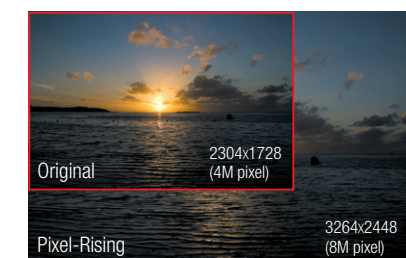 Original
2304x1728
(4M pixel)
Pixel-Rising
3264x2448
(8M pixel)